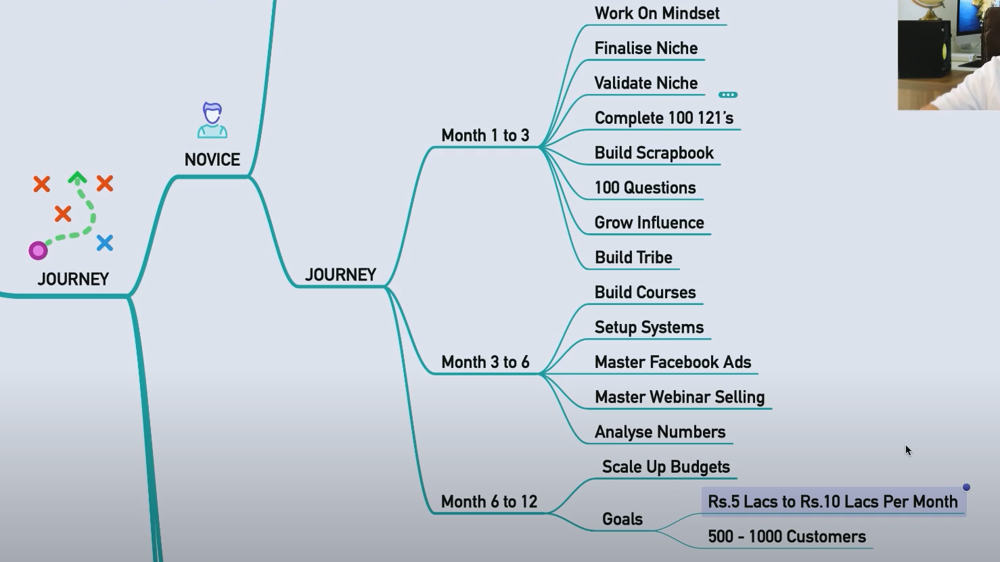 JOURNEY
NOVICE
JOURNEY
Month 1 to 3
Work On Mindset
Finalise Niche
Validate Niche
Complete 100 121's
Build Scrapbook
100 Questions
Grow Influence
Build Tribe
Month 3 to 6
Build Courses
Setup Systems
Master Facebook Ads
Master Webinar Selling
Analyse Numbers
Month 6 to 12
Scale Up Budgets
Goals
Rs.5 Lacs to Rs.10 Lacs Per Month
500 - 1000 Customers